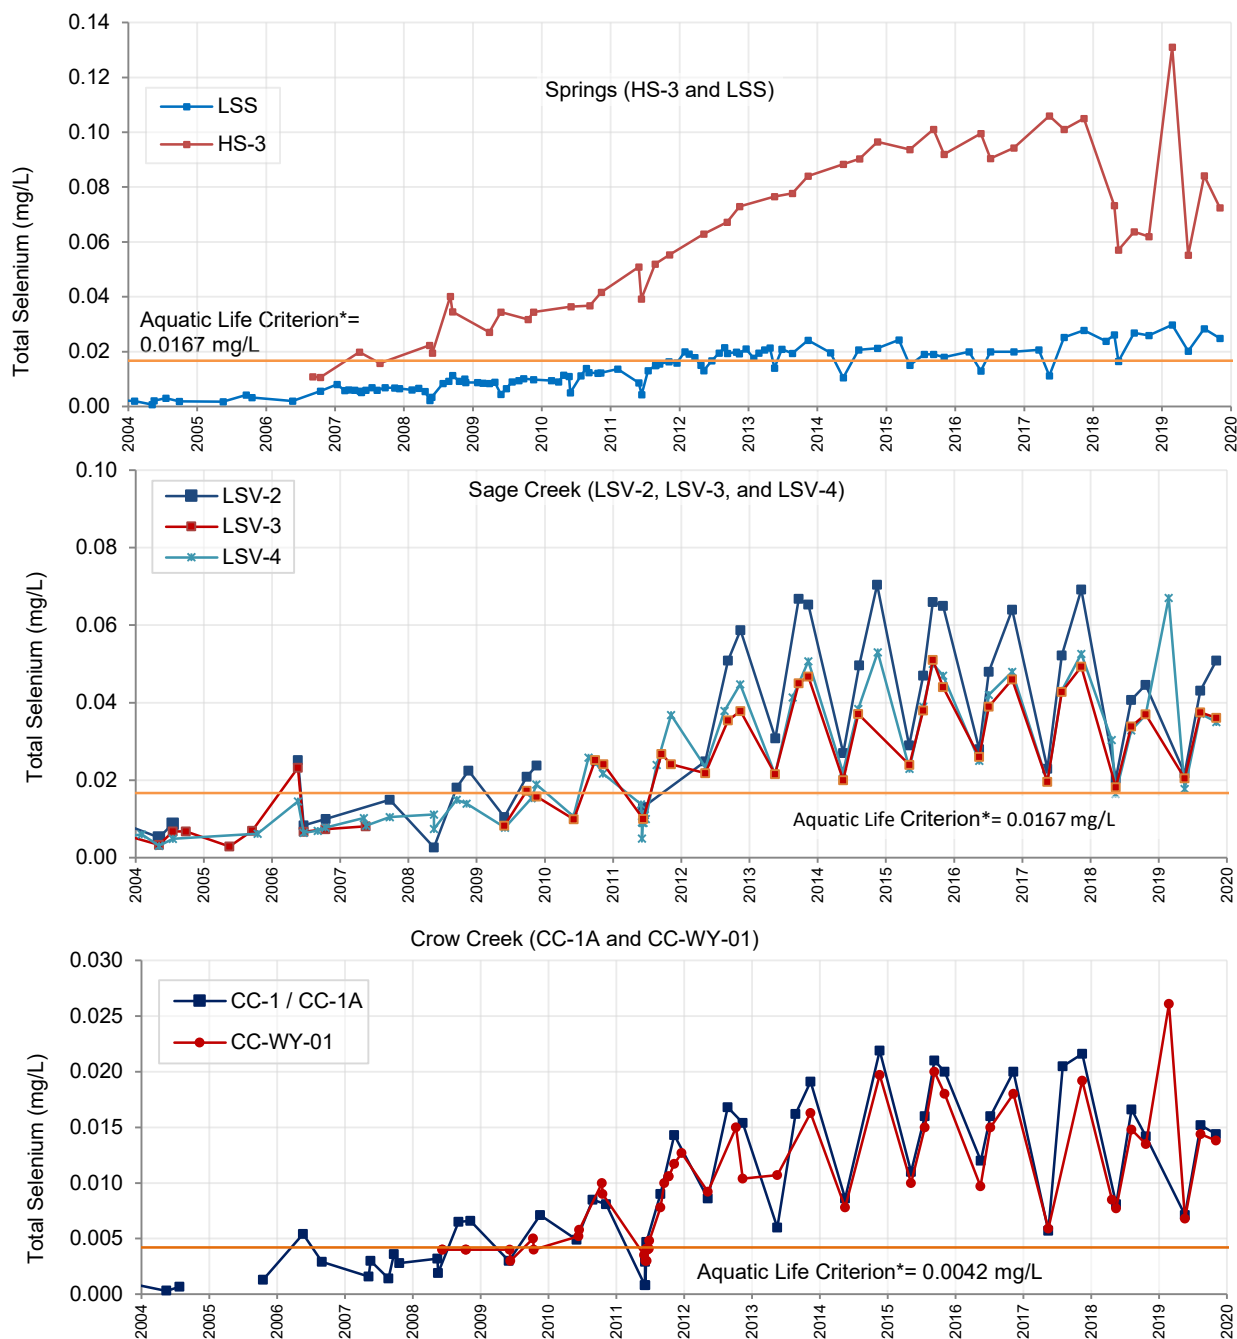 0.14
0.12
0.10
0.08
0.06
0.04
0.02
0.00
Total Selenium (mg/L)
Springs (HS-3 and LSS)
LSS
HS-3
Aquatic Life Criterion*=
0.0167 mg/L
2004 2005 2006 2007 2008 2009 2010 2011 2012 2013 2014 2015 2016 2017 2018 2019 2020
0.10
0.08
0.06
0.04
0.02
0.00
Total Selenium (mg/L)
Sage Creek (LSV-2, LSV-3, and LSV-4)
LSV-2
LSV-3
LSV-4
Aquatic Life Criterion*= 0.0167 mg/L
2004 2005 2006 2007 2008 2009 2010 2011 2012 2013 2014 2015 2016 2017 2018 2019 2020
Crow Creek (CC-1A and CC-WY-01)
0.030
0.025
0.020
0.015
0.010
0.005
0.000
Total Selenium (mg/L)
CC-1 / CC-1A
CC-WY-01
Aquatic Life Criterion*= 0.0042 mg/L
2004 2005 2006 2007 2008 2009 2010 2011 2012 2013 2014 2015 2016 2017 2018 2019 2020